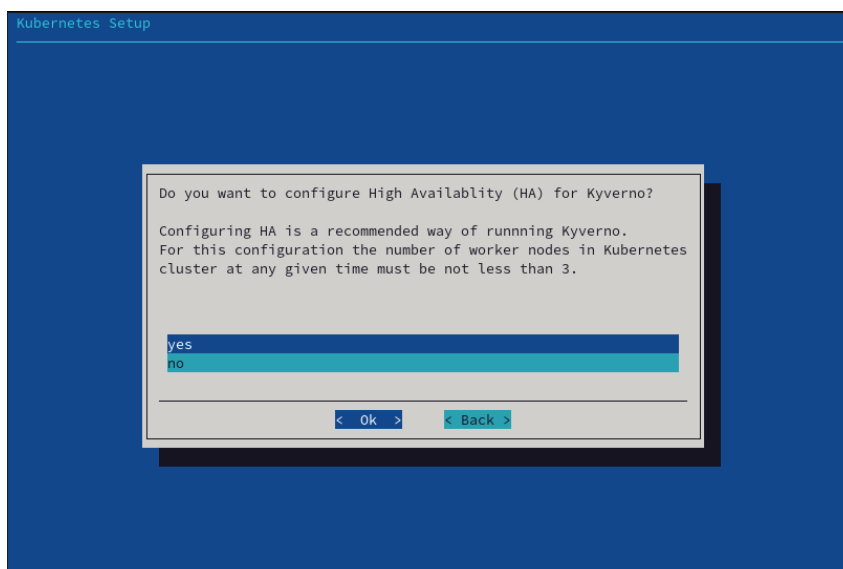 Kubernetes Setup
Do you want to configure High Availablity (HA) for Kyverno?
Configuring HA is a recommended way of runnning Kyverno.
For this configuration the number of worker nodes in Kubernetes
cluster at any given time must be not less than 3.
yes
no
< Ok > < Back >